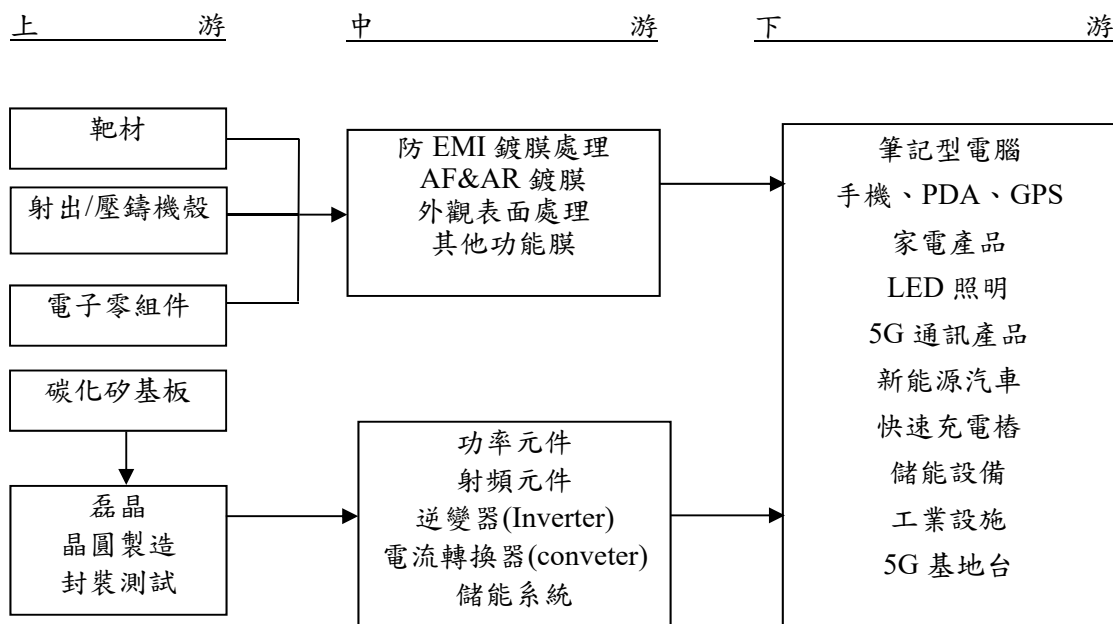 上游
中游
下游
靶材
射出/壓鑄機殼
電子零組件
碳化矽基板
磊晶
晶圓製造
封裝測試
防 EMI 鍍膜處理
AF&AR 鍍膜
外觀表面處理
其他功能膜
功率元件
射頻元件
逆變器(Inverter)
電流轉換器(conveter)
儲能系統
筆記型電腦
手機、PDA、GPS
家電產品
LED 照明
5G 通訊產品
新能源汽車
快速充電樁
儲能設備
工業設施
5G 基地台